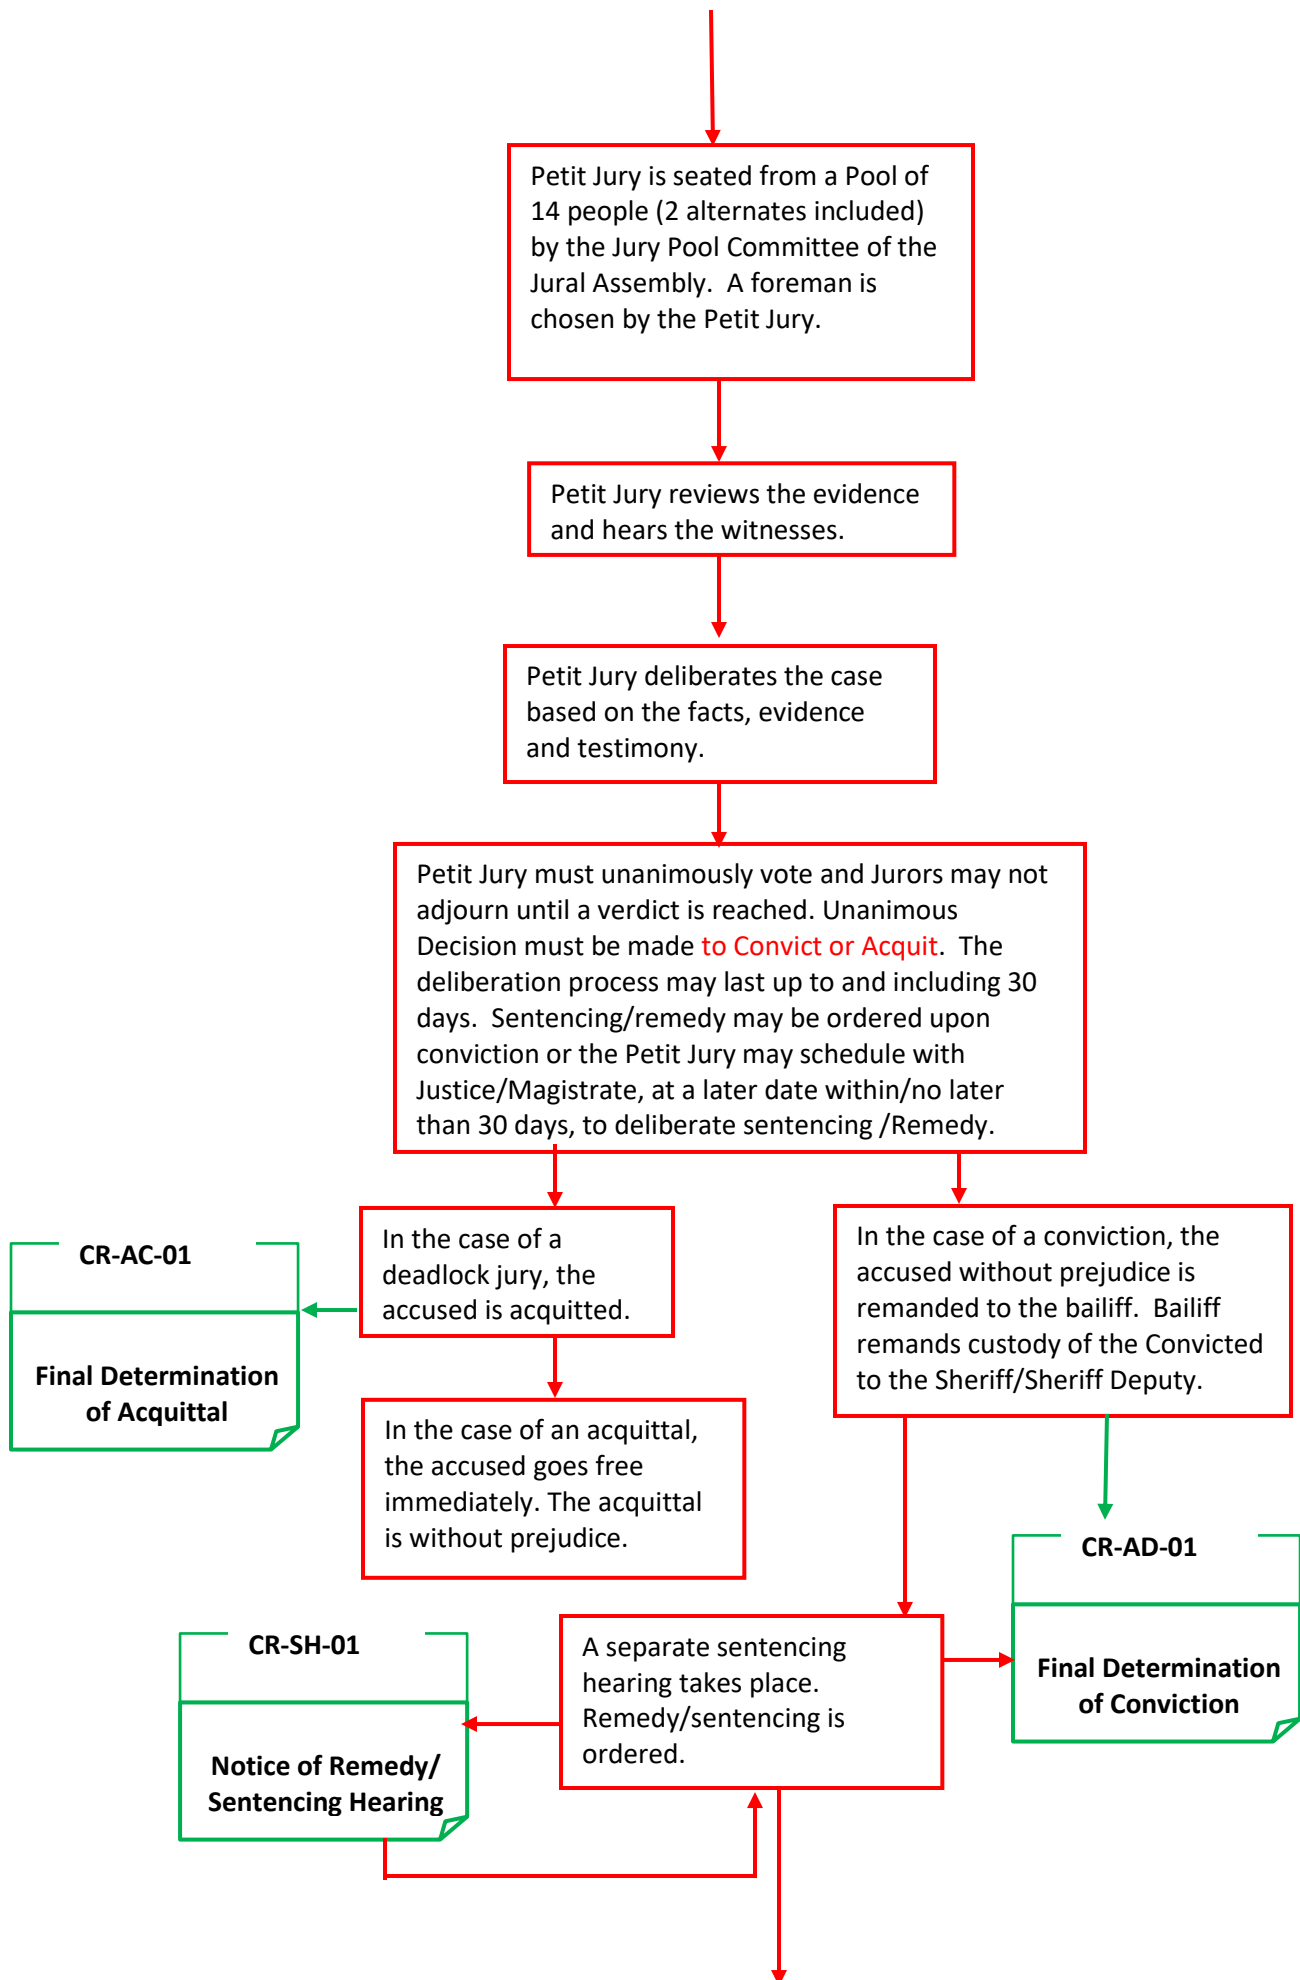 Petit Jury is seated from a Pool of
14 people (2 alternates included)
by the Jury Pool Committee of the
Jural Assembly.  A foreman is
chosen by the Petit Jury.
Petit Jury reviews the evidence
and hears the witnesses.
Petit Jury deliberates the case
based on the facts, evidence
and testimony.
Petit Jury must unanimously vote and Jurors may not
adjourn until a verdict is reached. Unanimous
Decision must be made to Convict or Acquit.  The
deliberation process may last up to and including 30
days.  Sentencing/remedy may be ordered upon
conviction or the Petit Jury may schedule with
Justice/Magistrate, at a later date within/no later
than 30 days, to deliberate sentencing /Remedy.
In the case of a
deadlock jury, the
accused is acquitted.
CR-AC-01
Final Determination
of Acquittal
In the case of an acquittal,
the accused goes free
immediately. The acquittal
is without prejudice.
In the case of a conviction, the
accused without prejudice is
remanded to the bailiff.  Bailiff
remands custody of the Convicted
to the Sheriff/Sheriff Deputy.
CR-AD-01
Final Determination
of Conviction
A separate sentencing
hearing takes place.
Remedy/sentencing is
ordered.
CR-SH-01
Notice of Remedy/
Sentencing Hearing